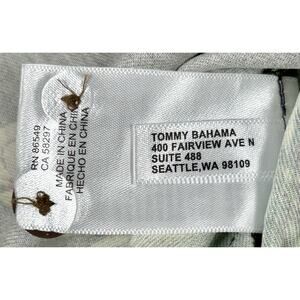 RN 86549
CA 58297
MADE IN CHINA
FABRIQUE EN CHINE
HECHO EN CHINA
TOMMY BAHAMA
400 FAIRVIEW AVE N
SUITE 488
SEATTLE,WA 98109